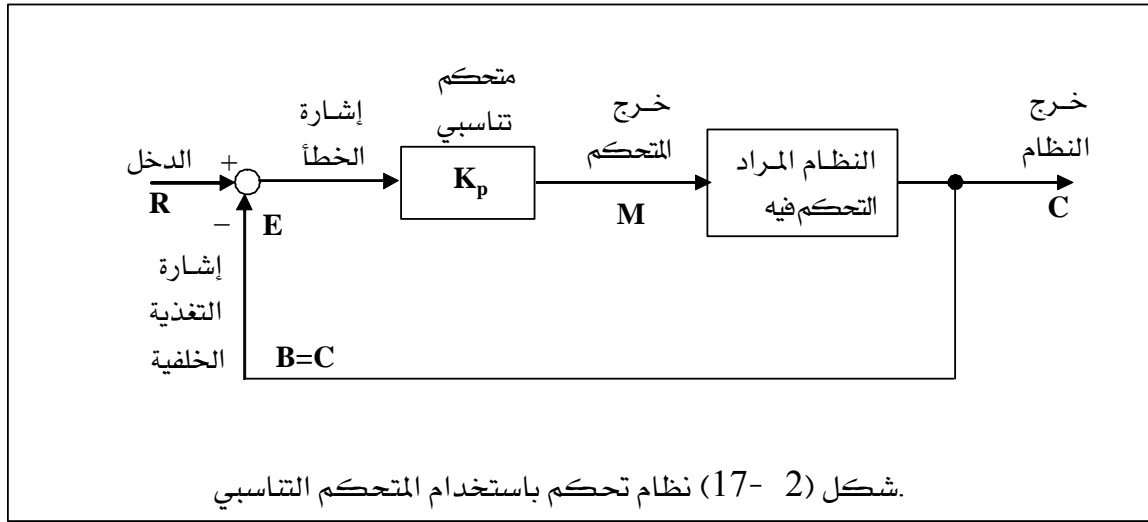 متحكم
تناسبي
إشارة
الخطأ
خرج
المتحكم
خرج
النظام
الدخل
+
R
−
E
K_p
M
النظام المراد
التحكم فيه
C
إشارة
التغذية
الخلفية
B=C
شكل (2 -17) نظام تحكم باستخدام المتحكم التناسبي.